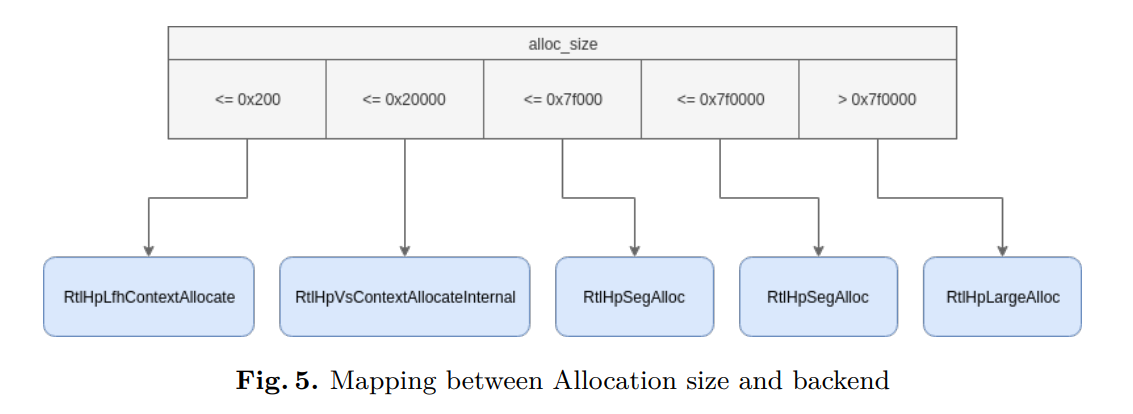 alloc_size
<= 0x200
<= 0x20000
<= 0x7f000
<= 0x7f0000
> 0x7f0000
RtlHpLfhContextAllocate
RtlHpVsContextAllocateInternal
RtlHpSegAlloc
RtlHpSegAlloc
RtlHpLargeAlloc
Fig. 5. Mapping between Allocation size and backend